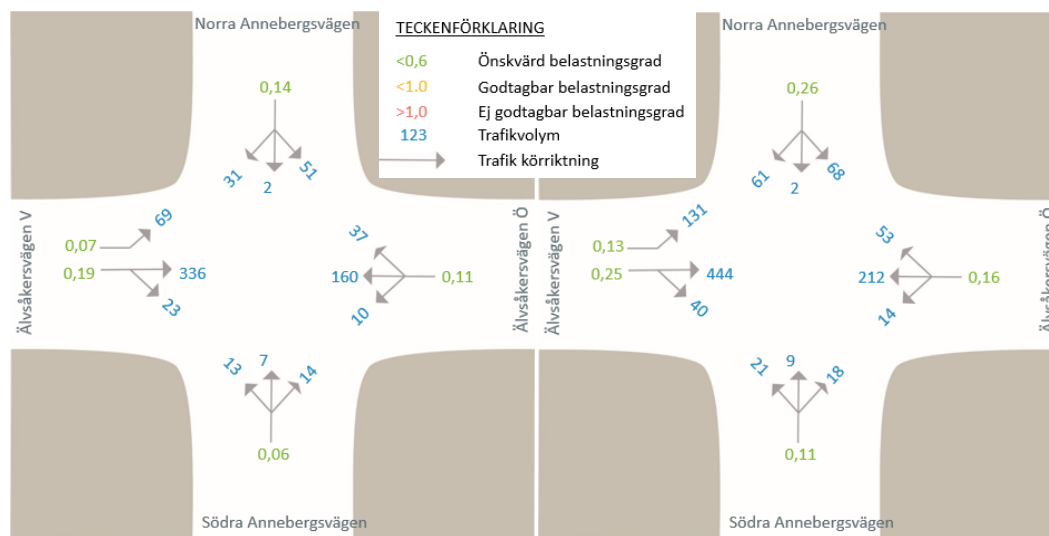 Norra Annebergsvägen
0,14
31
2
51
Älvsåkersvägen V
0,07
69
0,19
336
23
37
160
0,11
10
Älvsåkersvägen Ö
13
7
14
0,06
Södra Annebergsvägen
TECKENFÖRKLARING
<0,6 Önskvärd belastningsgrad
<1.0 Godtagbar belastningsgrad
>1,0 Ej godtagbar belastningsgrad
123 Trafikvolym
Trafik körriktning
Norra Annebergsvägen
0,26
61
2
68
Älvsåkersvägen V
0,13
131
0,25
444
40
53
212
0,16
14
Älvsåkersvägen Ö
21
9
18
0,11
Södra Annebergsvägen